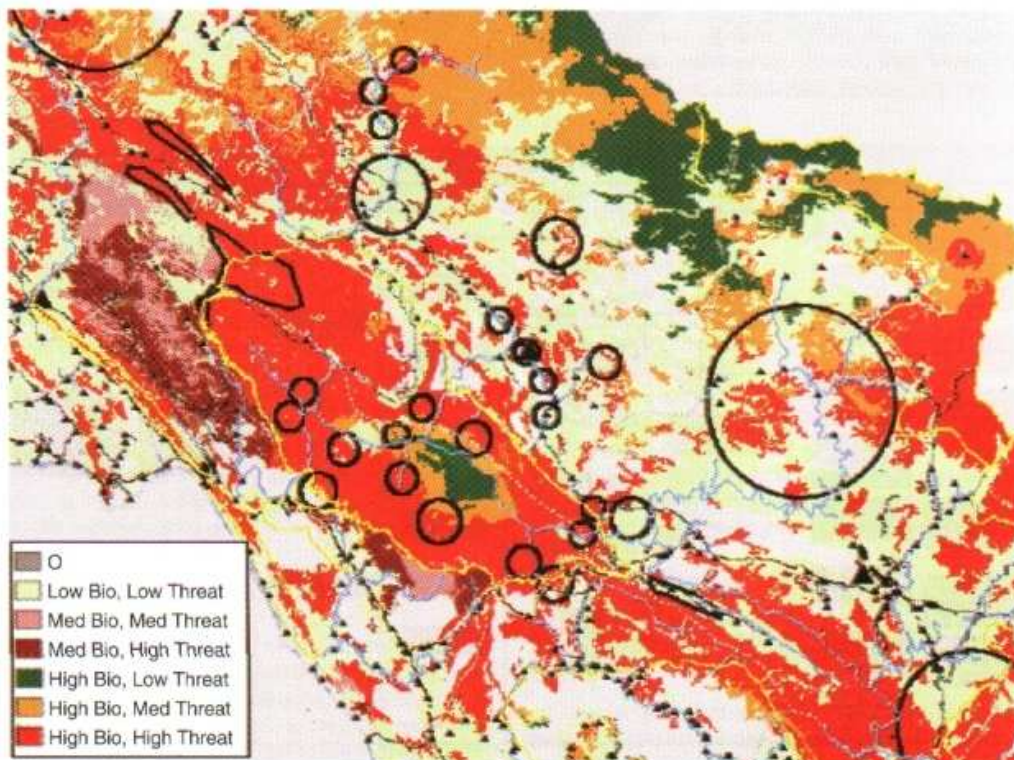 O
Low Bio, Low Threat
Med Bio, Med Threat
Med Bio, High Threat
High Bio, Low Threat
High Bio, Med Threat
High Bio, High Threat